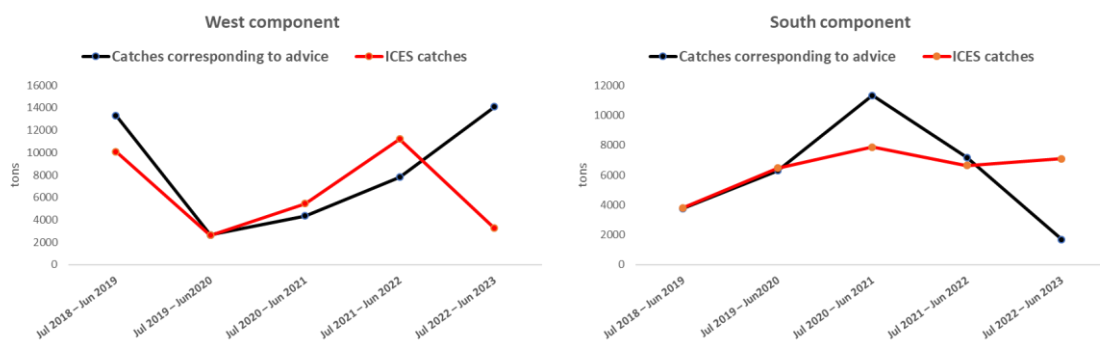 West component
Catches corresponding to advice ICES catches
16000
14000
12000
10000
8000
6000
4000
2000
0
tons
Jul 2018 – Jun 2019
Jul 2019 – Jun2020
Jul 2020 – Jun 2021
Jul 2021 – Jun 2022
Jul 2022 – Jun 2023
South component
Catches corresponding to advice ICES catches
12000
10000
8000
6000
4000
2000
0
tons
Jul 2018 – Jun 2019
Jul 2019 – Jun2020
Jul 2020 – Jun 2021
Jul 2021 – Jun 2022
Jul 2022 – Jun 2023